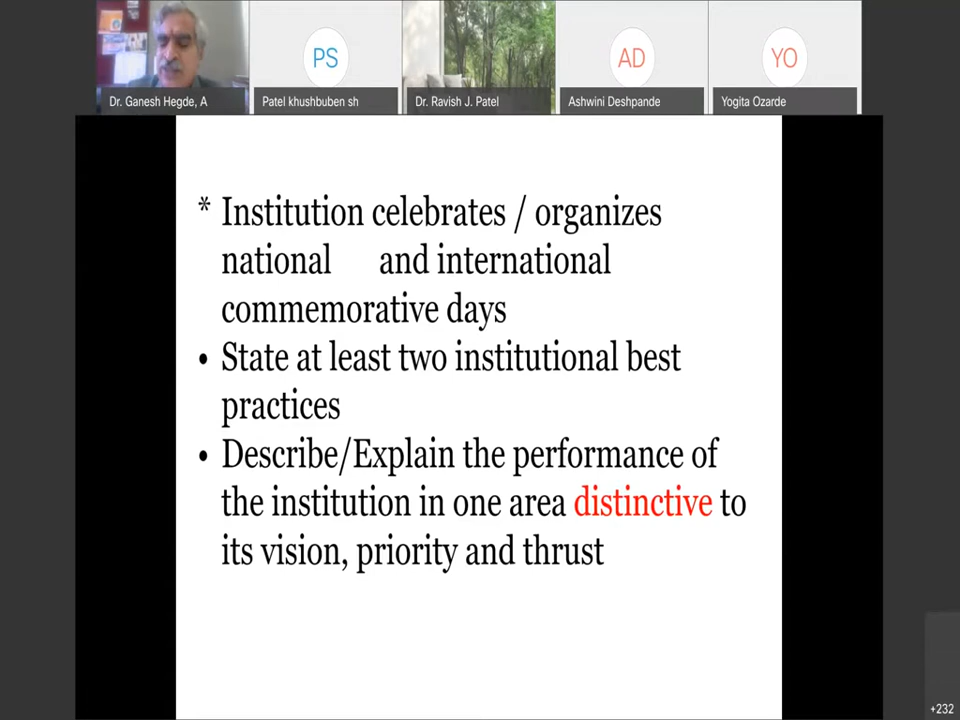 PS
AD
YO
Dr. Ganesh Hegde, A
Patel khushbuben sh
Dr. Ravish J. Patel
Ashwini Deshpande
Yogita Ozarde
* Institution celebrates / organizes
national and international
commemorative days
• State at least two institutional best
practices
• Describe/Explain the performance of
the institution in one area distinctive to
its vision, priority and thrust
+232